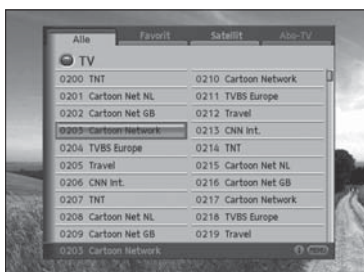 Alle Favorit Satellit Abo-TV
TV
0200 TNT
0201 Cartoon Net NL
0202 Cartoon Net GB
0203 Cartoon Network
0204 TVBS Europe
0205 Travel
0206 CNN Int.
0207 TNT
0208 Cartoon Net NL
0209 Cartoon Net GB
0210 Cartoon Network
0211 TVBS Europe
0212 Travel
0213 CNN Int.
0214 TNT
0215 Cartoon Net NL
0216 Cartoon Net GB
0217 Cartoon Network
0218 TVBS Europe
0219 Travel
0203 Cartoon Network
MENU